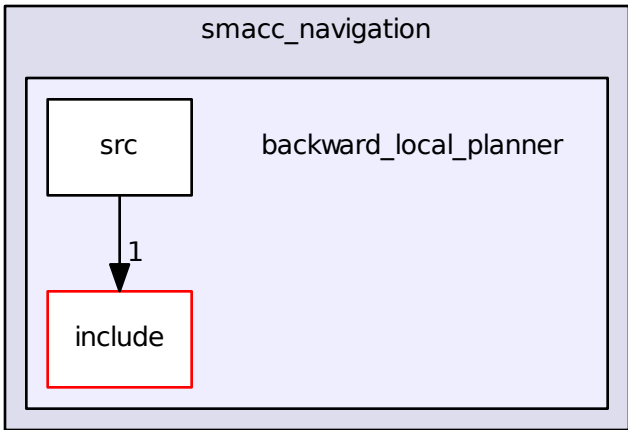 smacc_navigation
src
backward_local_planner
1
include